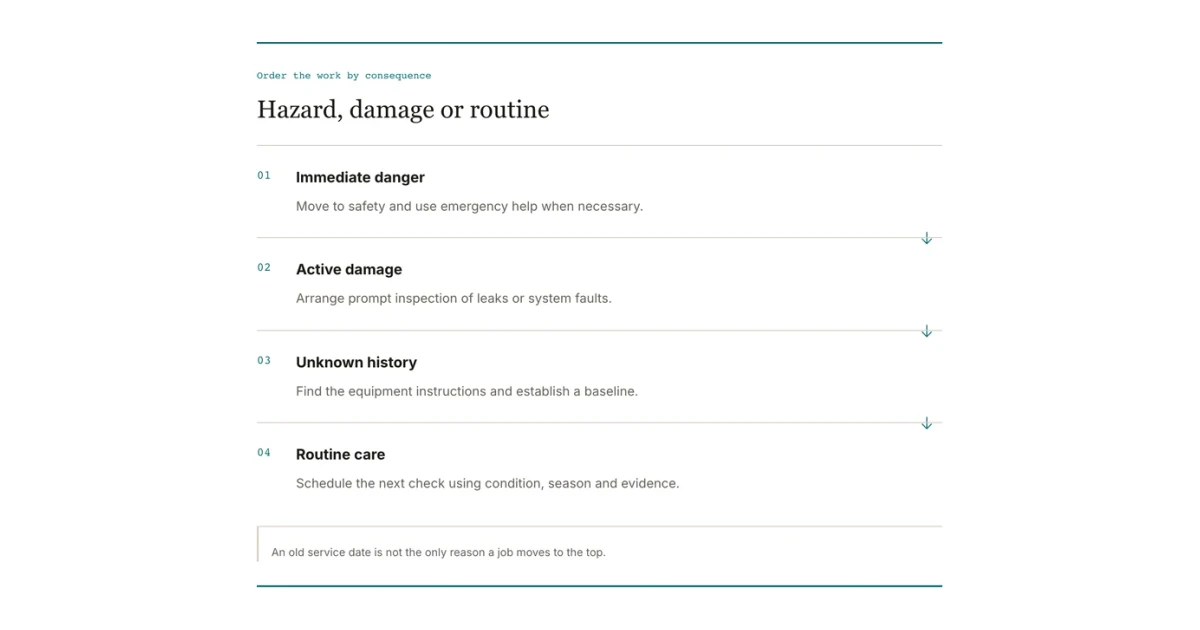 Order the work by consequence
Hazard, damage or routine
01
Immediate danger
Move to safety and use emergency help when necessary.
02
Active damage
Arrange prompt inspection of leaks or system faults.
03
Unknown history
Find the equipment instructions and establish a baseline.
04
Routine care
Schedule the next check using condition, season and evidence.
An old service date is not the only reason a job moves to the top.